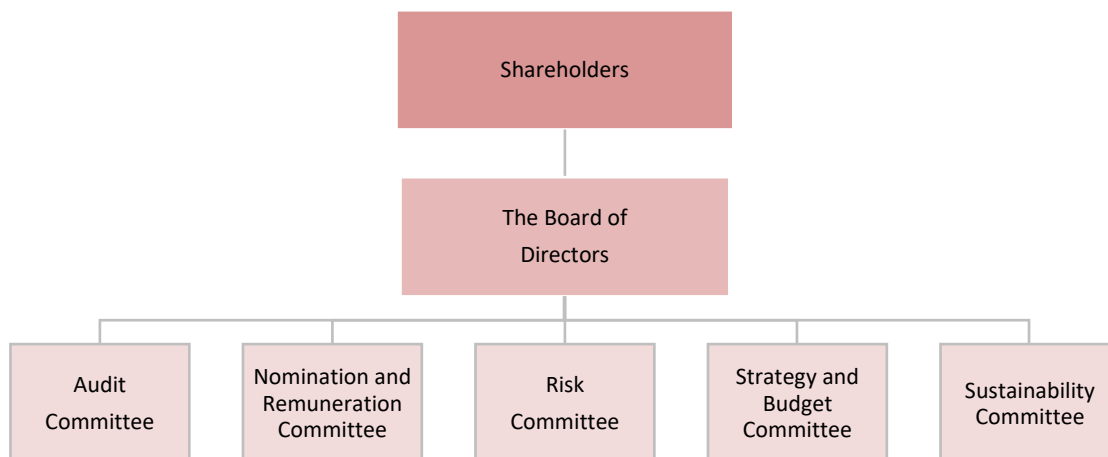 Shareholders
The Board of
Directors
Audit
Committee
Nomination and
Remuneration
Committee
Risk
Committee
Strategy and
Budget
Committee
Sustainability
Committee